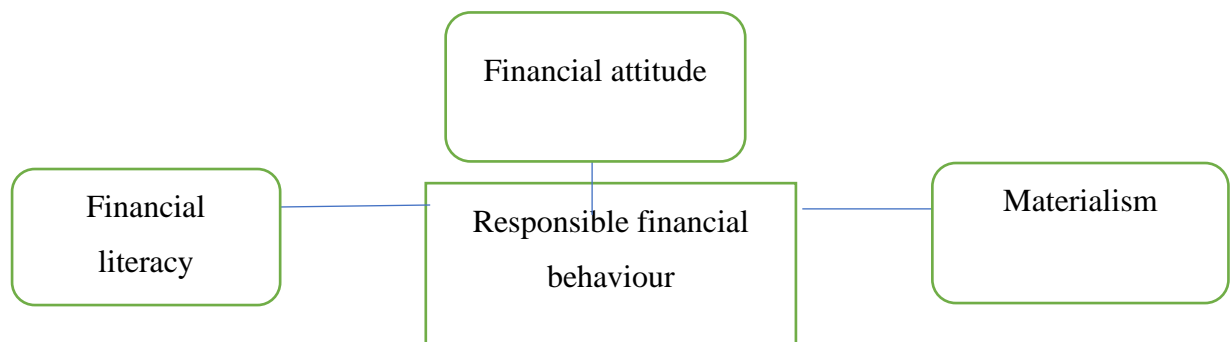 Financial attitude
Financial
literacy
Responsible financial
behaviour
Materialism